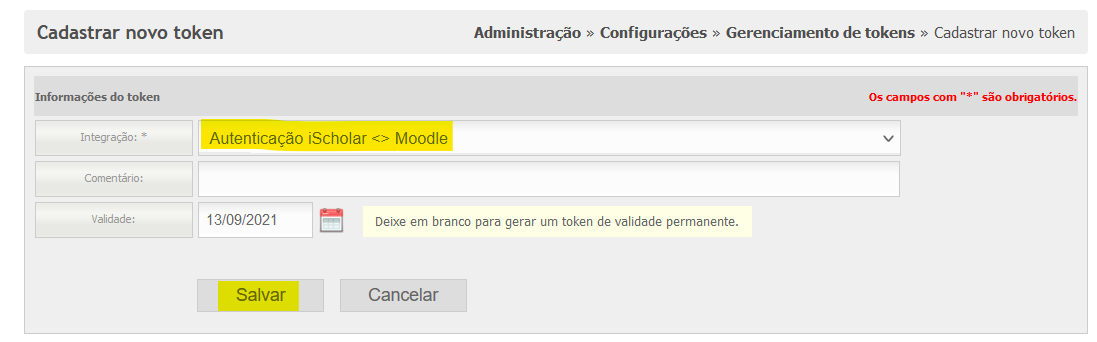 Cadastrar novo token
Administração » Configurações » Gerenciamento de tokens » Cadastrar novo token
Informações do token
Os campos com "*" são obrigatórios.
Integração: *
Autenticação iScholar <> Moodle
Comentário:
Validade:
13/09/2021
Deixe em branco para gerar um token de validade permanente.
Salvar
Cancelar